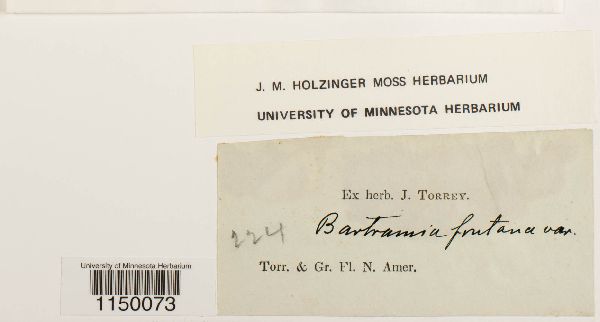 J. M. HOLZINGER MOSS HERBARIUM
UNIVERSITY OF MINNESOTA HERBARIUM
Ex herb. J. TORREY.
224 Bartramia fontana var.
Torr. & Gr. Fl. N. Amer.
University of Minnesota Herbarium
1150073